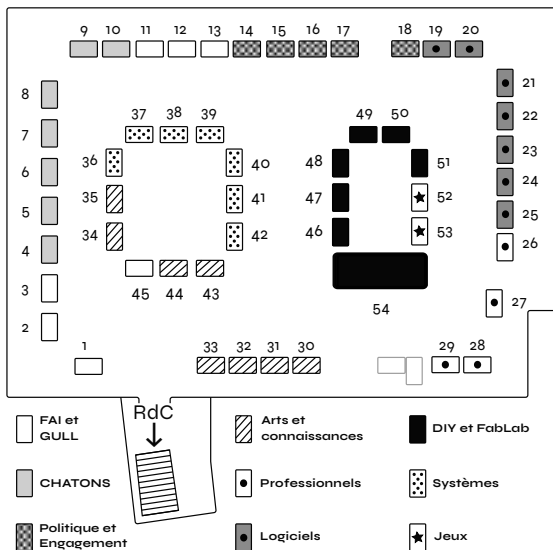 9 10 11 12 13 14 15 16 17 18 19 20
8
7
6
5
4
3
2
1
21
22
23
24
25
26
27
37 38 39
36
35
34
40
41
42
45 44 43
49 50
48
47
46
51
52
53
54
33 32 31 30
29 28
RdC
FAI et
GULL
CHATONS
Politique et
Engagement
Arts et
connaissances
Professionnels
Logiciels
DIY et FabLab
Systèmes
Jeux